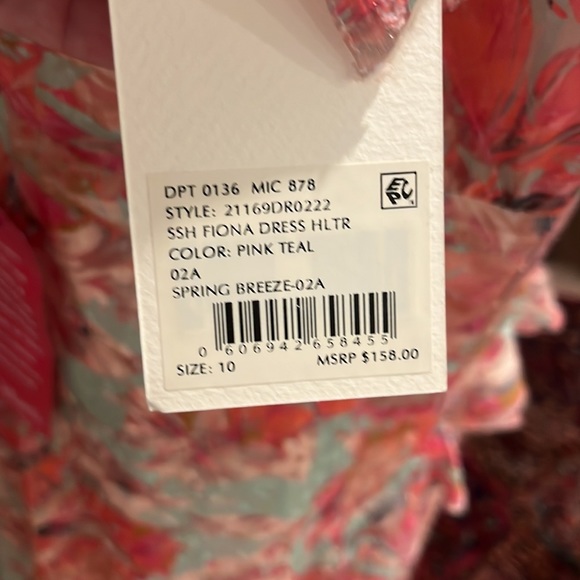 DPT 0136 MIC 878
STYLE: 21169DR0222
SSH FIONA DRESS HLTR
COLOR: PINK TEAL
02A
SPRING BREEZE-02A
0 606942 658455
SIZE: 10 MSRP $158.00